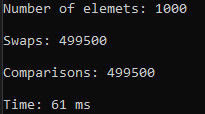 Number of elemets: 1000
Swaps: 499500
Comparisons: 499500
Time: 61 ms